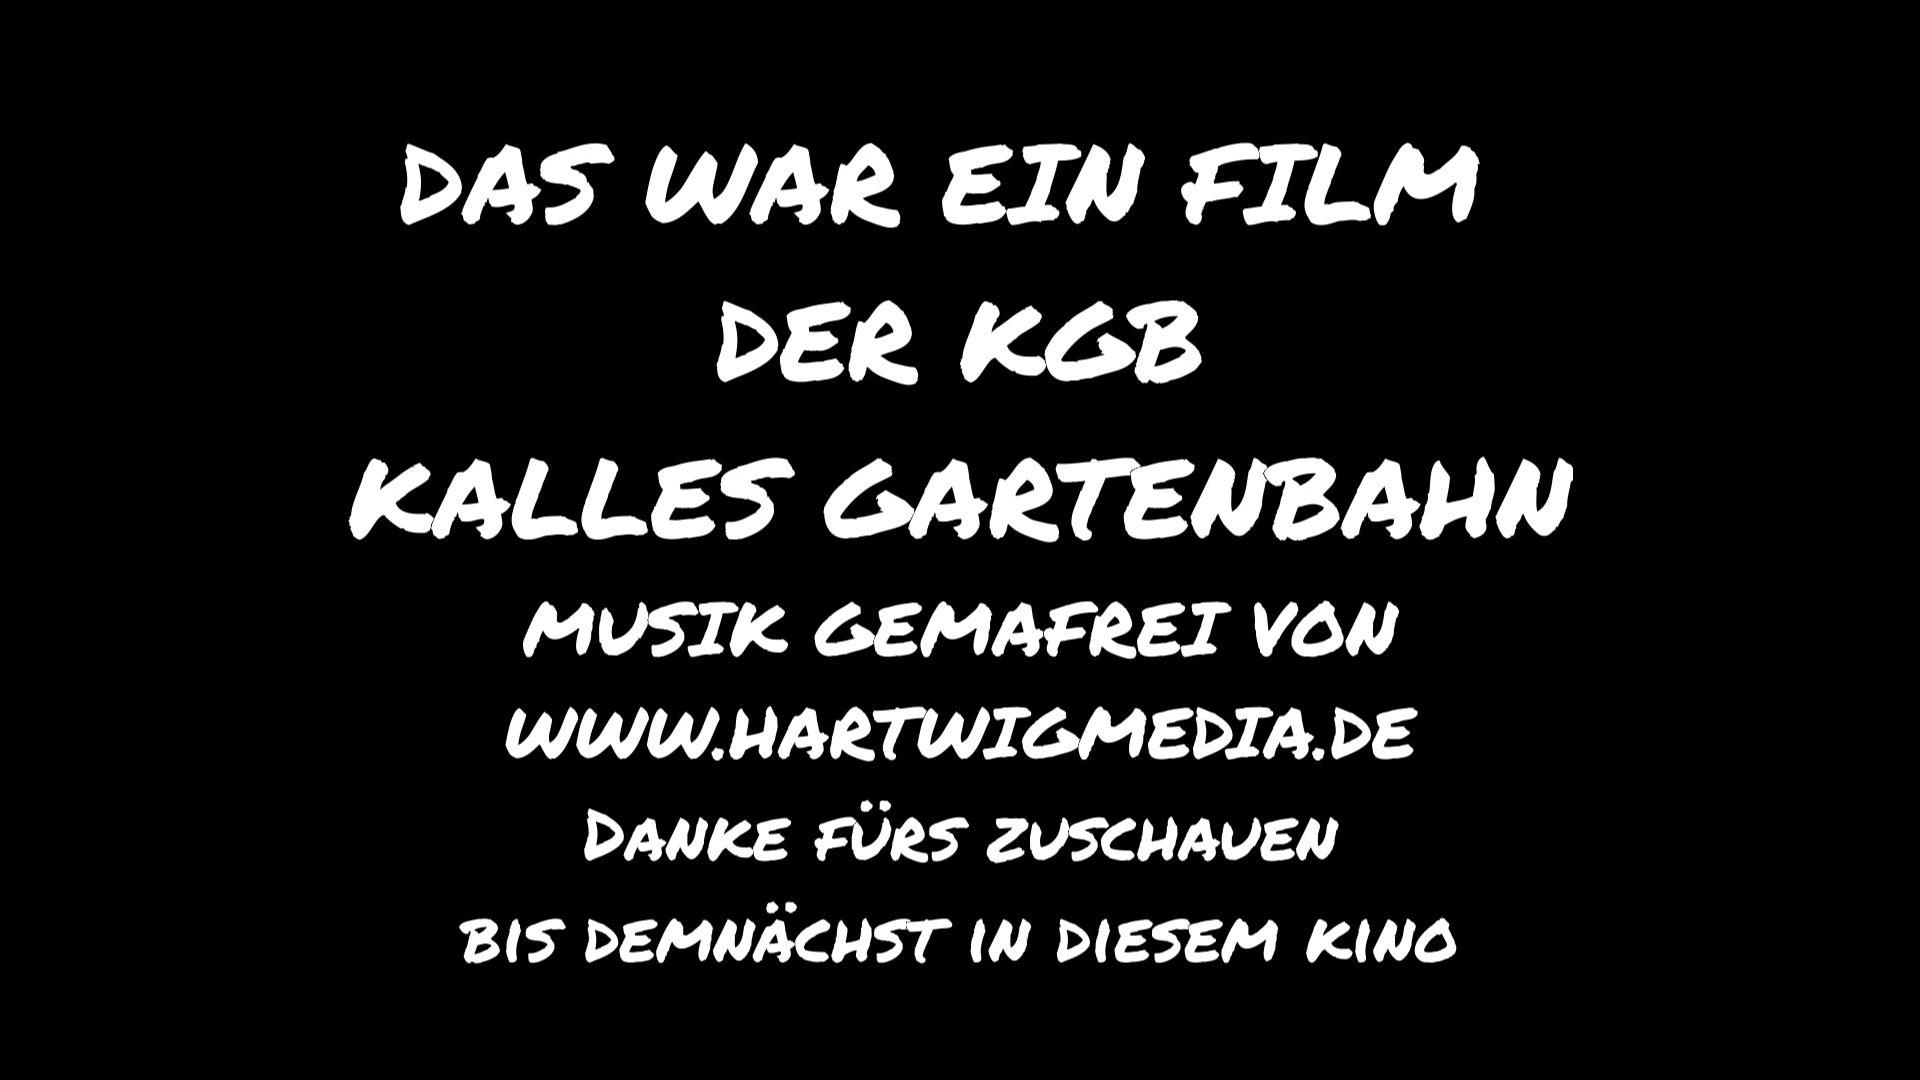 DAS WAR EIN FILM
DER KGB
KALLES GARTENBAHN
MUSIK GEMAFREI VON
WWW.HARTWIGMEDIA.DE
DANKE FÜRS ZUSCHAUEN
BIS DEMNÄCHST IN DIESEM KINO